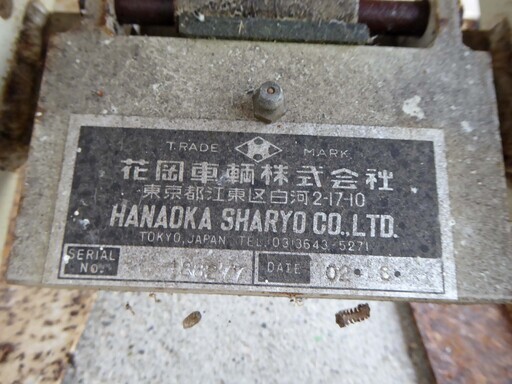 TRADE MARK
花岡車輌株式会社
東京都江東区白河2-17-10
HANAOKA SHARYO CO., LTD.
TOKYO, JAPAN TEL. 03 3643-5271
SERIAL NO. DATE 02・6・